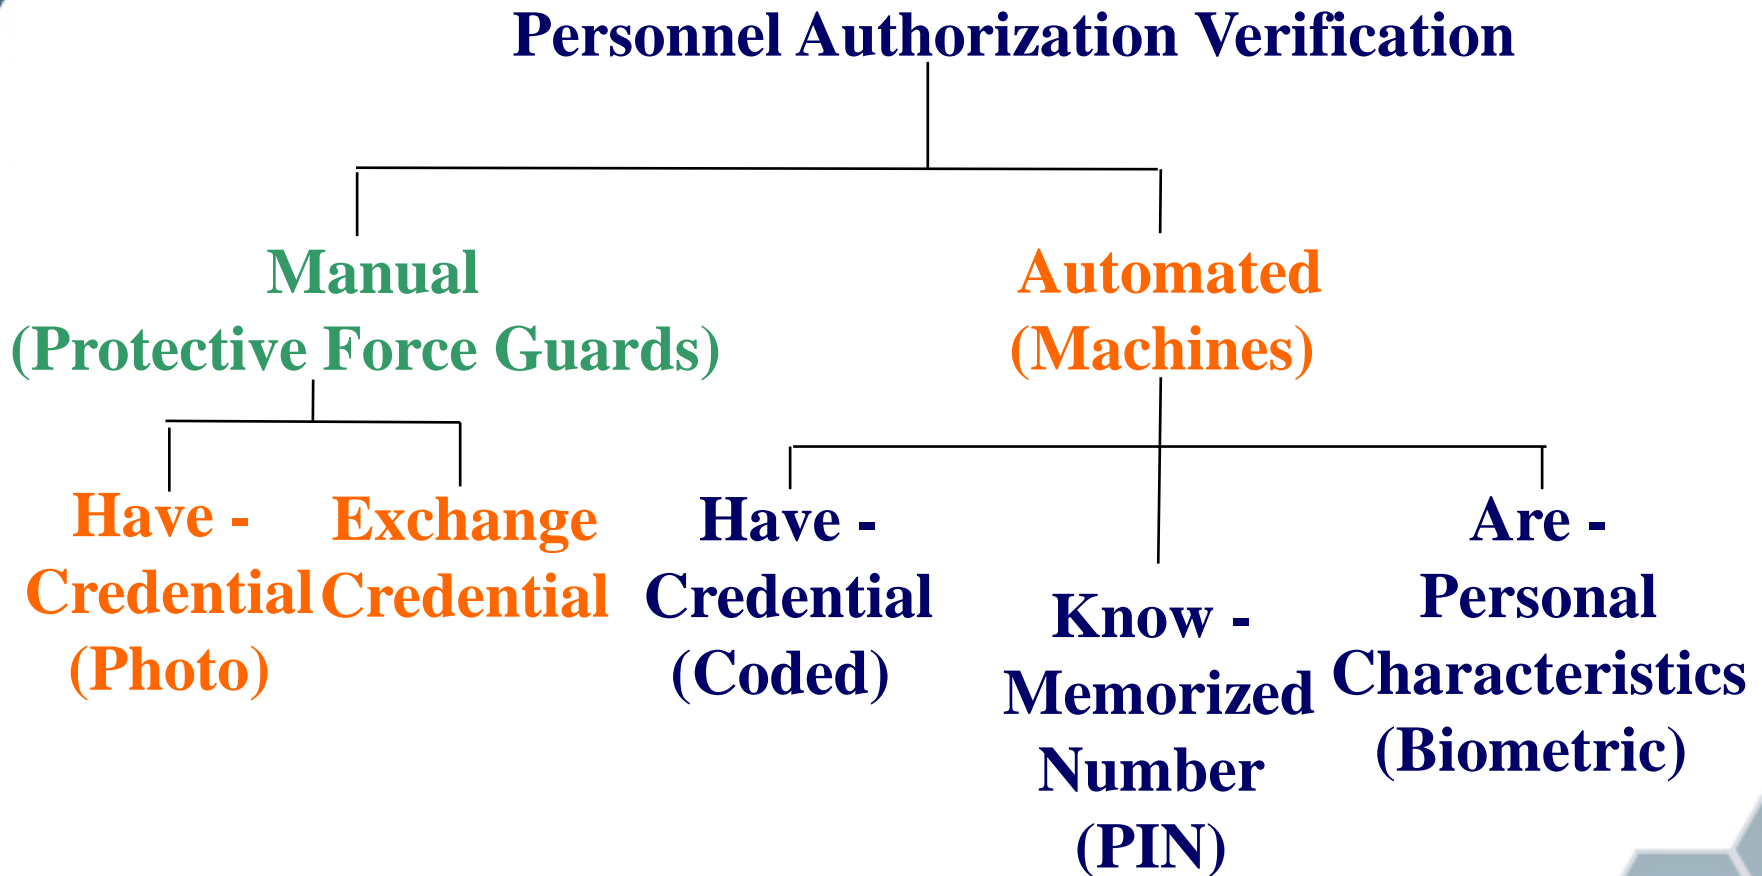 Personnel Authorization Verification
Manual
(Protective Force Guards)
Automated
(Machines)
Have -
Credential
(Photo)
Exchange
Credential
Have -
Credential
(Coded)
Know -
Memorized
Number
(PIN)
Are -
Personal
Characteristics
(Biometric)